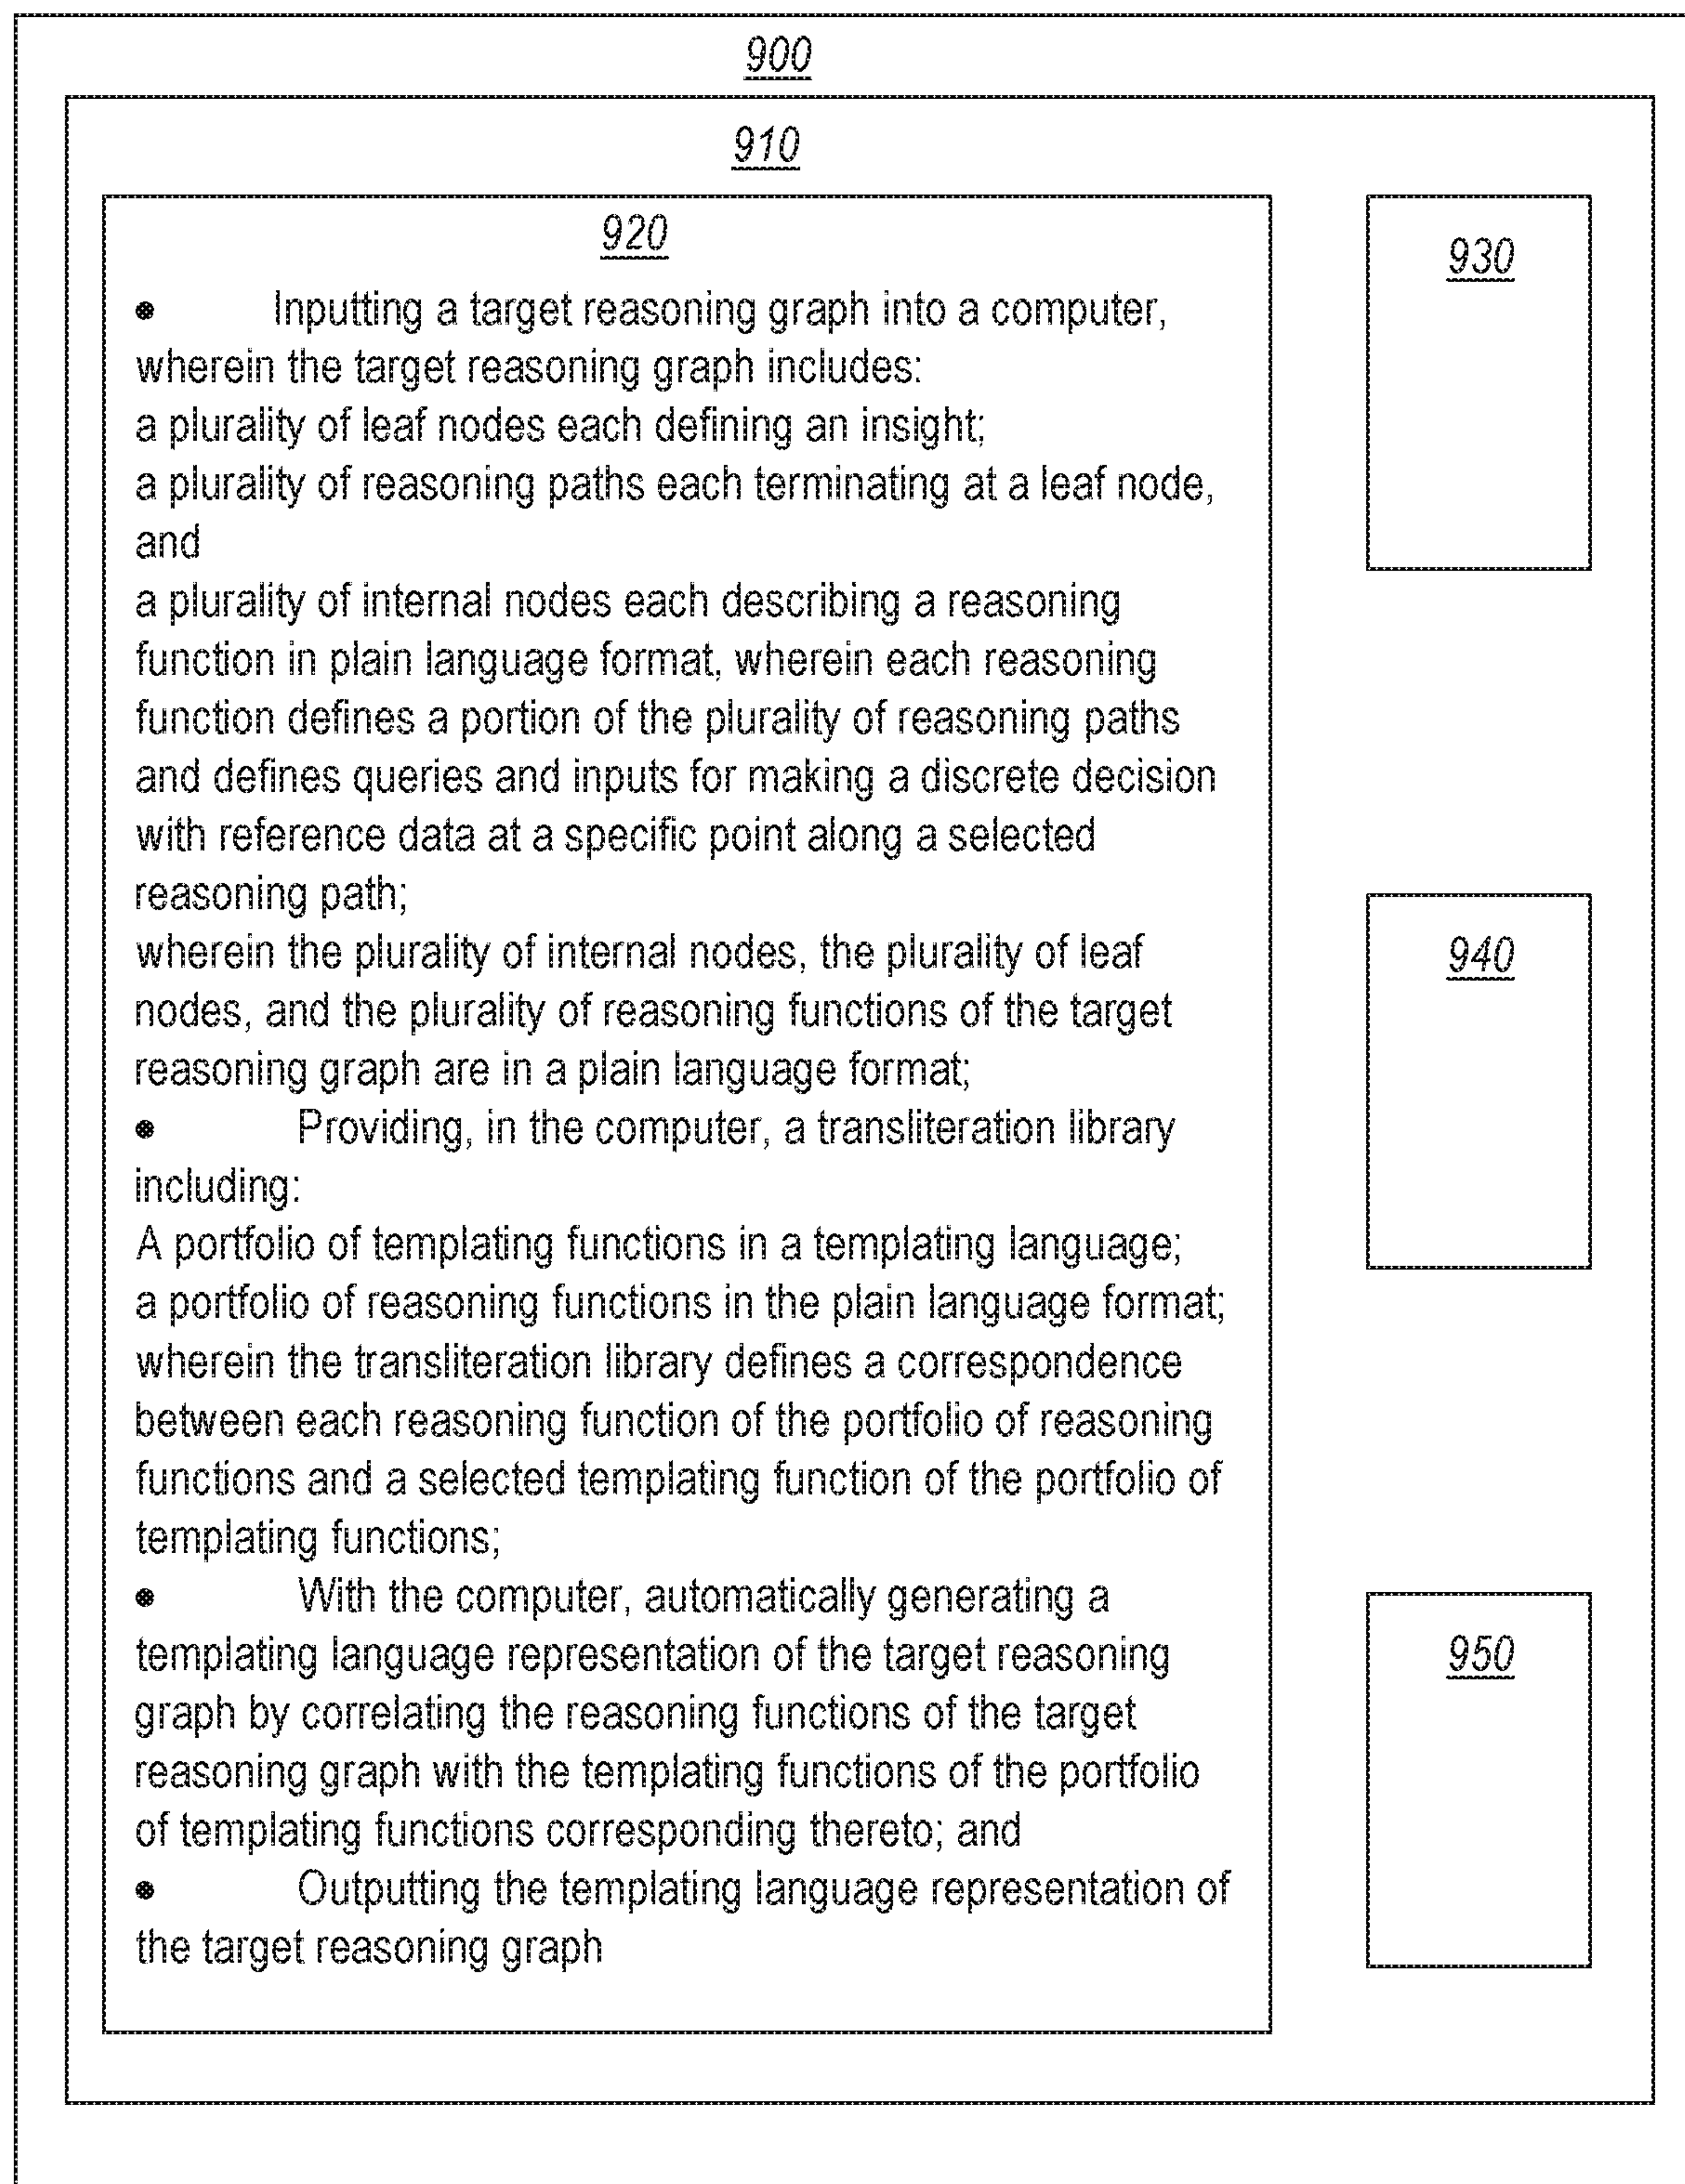 900
910
920
• Inputting a target reasoning graph into a computer,
wherein the target reasoning graph includes:
a plurality of leaf nodes each defining an insight;
a plurality of reasoning paths each terminating at a leaf node,
and
a plurality of internal nodes each describing a reasoning
function in plain language format, wherein each reasoning
function defines a portion of the plurality of reasoning paths
and defines queries and inputs for making a discrete decision
with reference data at a specific point along a selected
reasoning path;
wherein the plurality of internal nodes, the plurality of leaf
nodes, and the plurality of reasoning functions of the target
reasoning graph are in a plain language format;
• Providing, in the computer, a transliteration library
including:
A portfolio of templating functions in a templating language;
a portfolio of reasoning functions in the plain language format;
wherein the transliteration library defines a correspondence
between each reasoning function of the portfolio of reasoning
functions and a selected templating function of the portfolio of
templating functions;
• With the computer, automatically generating a
templating language representation of the target reasoning
graph by correlating the reasoning functions of the target
reasoning graph with the templating functions of the portfolio
of templating functions corresponding thereto; and
• Outputting the templating language representation of
the target reasoning graph
930
940
950